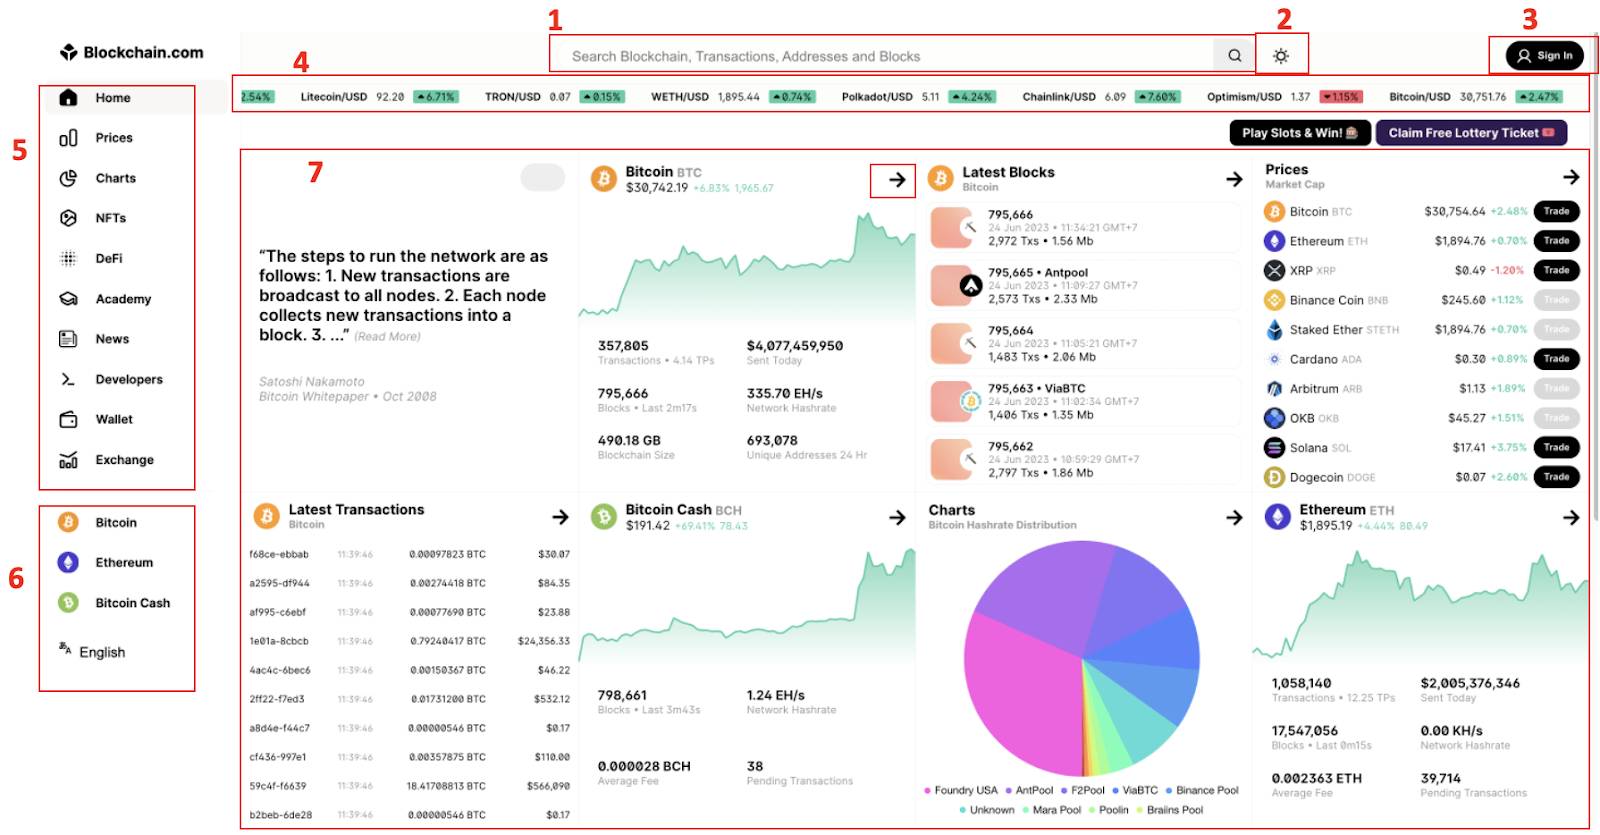 1
2
3
Blockchain.com
Search Blockchain, Transactions, Addresses and Blocks
Sign In
4
2.54% Litecoin/USD 92.20 6.71% TRON/USD 0.07 0.15% WETH/USD 1,895.44 0.74% Polkadot/USD 5.11 4.24% Chainlink/USD 6.09 7.60% Optimism/USD 1.37 1.15% Bitcoin/USD 30,751.76 2.47%
Play Slots & Win! 🎰
Claim Free Lottery Ticket 🎟️
5
Home
Prices
Charts
NFTs
DeFi
Academy
News
Developers
Wallet
Exchange
6
Bitcoin
Ethereum
Bitcoin Cash
English
7
“The steps to run the network are as
follows: 1. New transactions are
broadcast to all nodes. 2. Each node
collects new transactions into a
block. 3. ...” (Read More)
Satoshi Nakamoto
Bitcoin Whitepaper • Oct 2008
Bitcoin BTC
$30,742.19 +6.83% 1,965.67
357,805 $4,077,459,950
Transactions • 4.14 TPs Sent Today
795,666 335.70 EH/s
Blocks • Last 2m17s Network Hashrate
490.18 GB 693,078
Blockchain Size Unique Addresses 24 Hr
Latest Blocks
Bitcoin
795,666
24 Jun 2023 • 11:34:21 GMT+7
2,972 Txs • 1.56 Mb
795,665 • Antpool
24 Jun 2023 • 11:09:27 GMT+7
2,573 Txs • 2.33 Mb
795,664
24 Jun 2023 • 11:05:21 GMT+7
1,483 Txs • 2.06 Mb
795,663 • ViaBTC
24 Jun 2023 • 11:02:34 GMT+7
1,406 Txs • 1.35 Mb
795,662
24 Jun 2023 • 10:59:29 GMT+7
2,797 Txs • 1.86 Mb
Prices
Market Cap
Bitcoin BTC $30,754.64 +2.48% Trade
Ethereum ETH $1,894.76 +0.70% Trade
XRP XRP $0.49 -1.20% Trade
Binance Coin BNB $245.60 +1.12% Trade
Staked Ether STETH $1,894.76 +0.70% Trade
Cardano ADA $0.30 +0.89% Trade
Arbitrum ARB $1.13 +1.89% Trade
OKB OKB $45.27 +1.51% Trade
Solana SOL $17.41 +3.75% Trade
Dogecoin DOGE $0.07 +2.60% Trade
Latest Transactions
Bitcoin
f68ce-ebbab 11:39:46 0.00097823 BTC $30.07
a2595-df944 11:39:46 0.00274418 BTC $84.35
af995-c6ebf 11:39:46 0.00077690 BTC $23.88
1e01a-8cbcb 11:39:46 0.79240417 BTC $24,356.33
4ac4c-6bec6 11:39:46 0.00150367 BTC $46.22
2ff22-f7ed3 11:39:46 0.01731200 BTC $532.12
a8d4e-f44c7 11:39:46 0.00000546 BTC $0.17
cf436-997e1 11:39:46 0.00357875 BTC $110.00
59c4f-f6639 11:39:46 18.41708813 BTC $566,090
b2beb-6de28 11:39:46 0.00000546 BTC $0.17
Bitcoin Cash BCH
$191.42 +69.41% 78.43
798,661 1.24 EH/s
Blocks • Last 3m43s Network Hashrate
0.000028 BCH 38
Average Fee Pending Transactions
Charts
Bitcoin Hashrate Distribution
Foundry USA AntPool F2Pool ViaBTC Binance Pool
Unknown Mara Pool Poolin Braiins Pool
Ethereum ETH
$1,895.19 +4.44% 80.49
1,058,140 $2,005,376,346
Transactions • 12.25 TPs Sent Today
17,547,056 0.00 KH/s
Blocks • Last 0m15s Network Hashrate
0.002363 ETH 39,714
Average Fee Pending Transactions